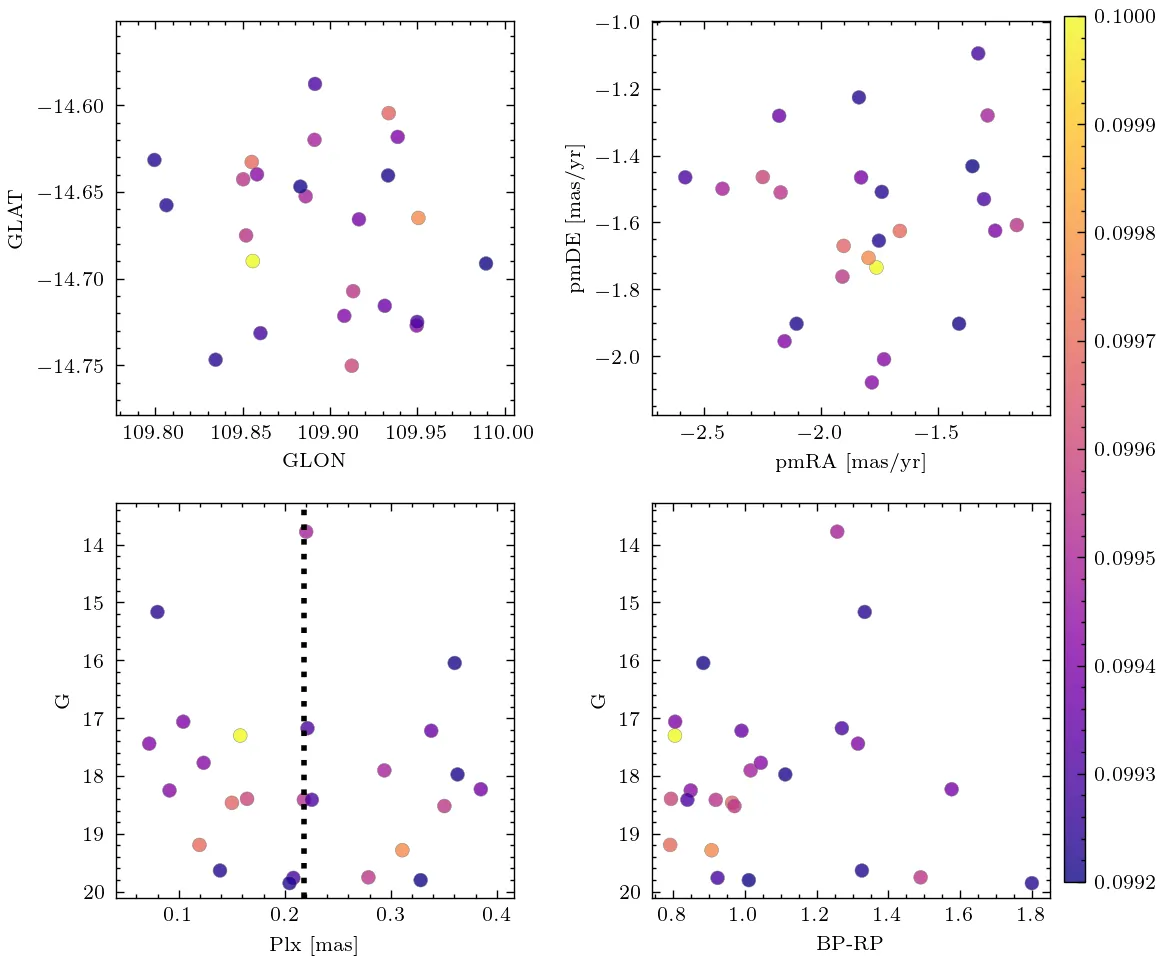 −14.60
−14.65
−14.70
−14.75
GLAT
109.80 109.85 109.90 109.95 110.00
GLON
−1.0
−1.2
−1.4
−1.6
−1.8
−2.0
pmDE [mas/yr]
−2.5 −2.0 −1.5
pmRA [mas/yr]
14
15
16
17
18
19
20
G
0.1 0.2 0.3 0.4
Plx [mas]
14
15
16
17
18
19
20
G
0.8 1.0 1.2 1.4 1.6 1.8
BP-RP
0.1000
0.0999
0.0998
0.0997
0.0996
0.0995
0.0994
0.0993
0.0992